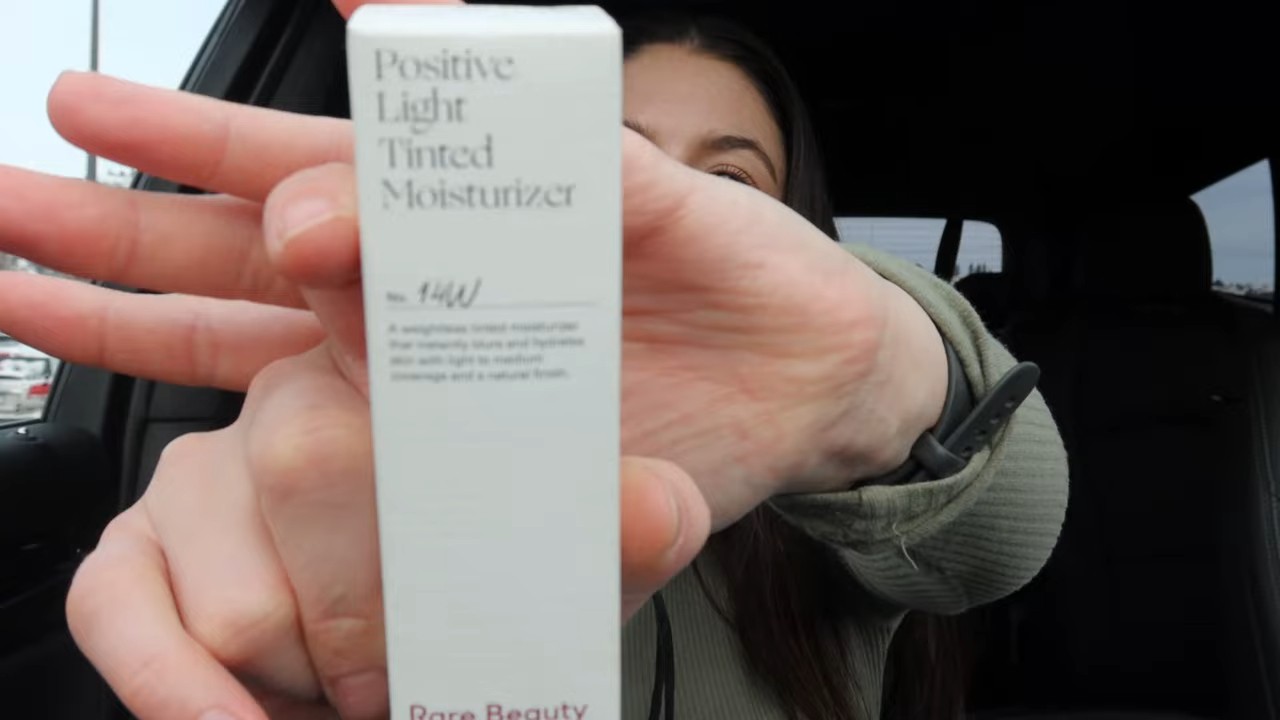 Positive
Light
Tinted
Moisturizer
No. 14W
A weightless tinted moisturizer
that instantly blurs and hydrates
skin with light to medium
coverage and a natural finish.
Rare Beauty